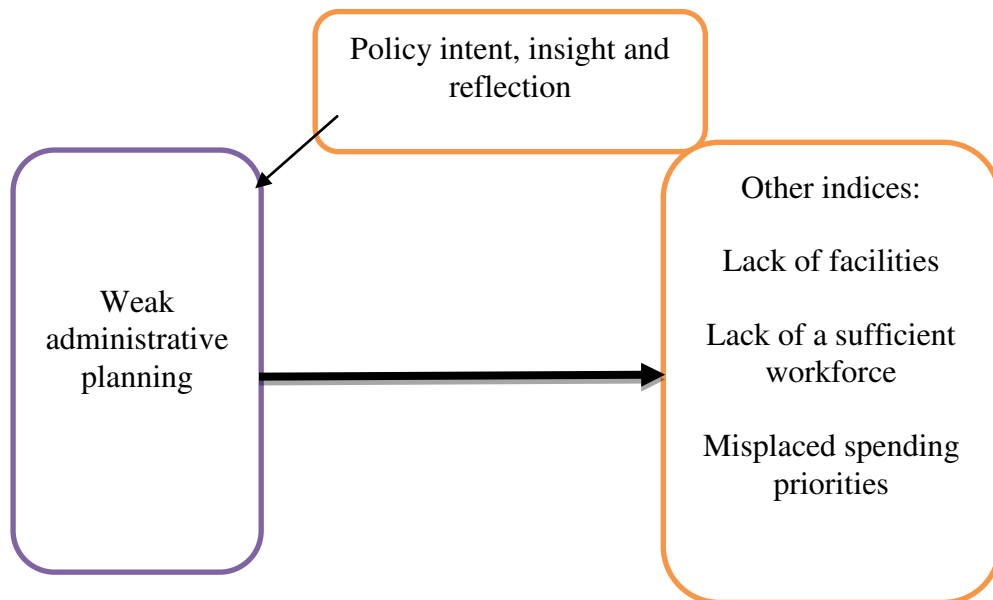 Policy intent, insight and
reflection
Weak
administrative
planning
Other indices:
Lack of facilities
Lack of a sufficient
workforce
Misplaced spending
priorities